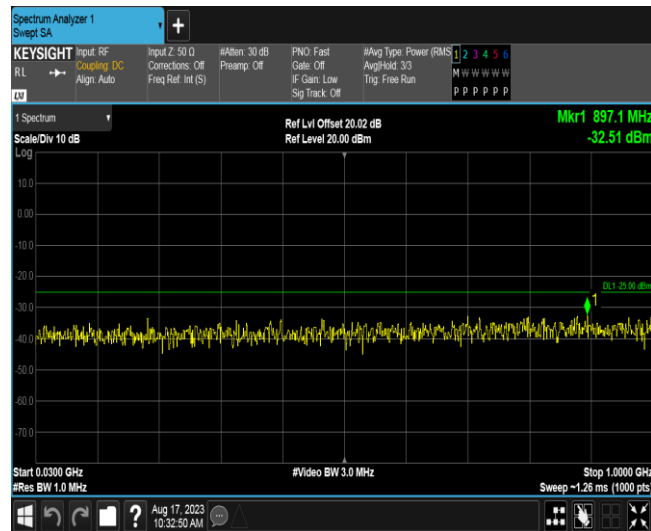 Spectrum Analyzer 1
Swept SA
+
KEYSIGHT Input: RF Input Z: 50 Ω #Atten: 30 dB PNO: Fast #Avg Type: Power (RMS 1 2 3 4 5 6
RL Coupling: DC Corrections: Off Preamp: Off Gate: Off Avg|Hold: 3/3 M W W W W W
Align: Auto Freq Ref: Int (S) IF Gain: Low Trig: Free Run
Sig Track: Off P P P P P P
LXI
1 Spectrum Ref Lvl Offset 20.02 dB Mkr1 897.1 MHz
Scale/Div 10 dB Ref Level 20.00 dBm -32.51 dBm
Log
10.0
0.00
-10.0
-20.0
DL1 -25.00 dBm
1
-30.0
-40.0
-50.0
-60.0
-70.0
Start 0.0300 GHz #Video BW 3.0 MHz Stop 1.0000 GHz
#Res BW 1.0 MHz Sweep ~1.26 ms (1000 pts)
? Aug 17, 2023
10:32:50 AM